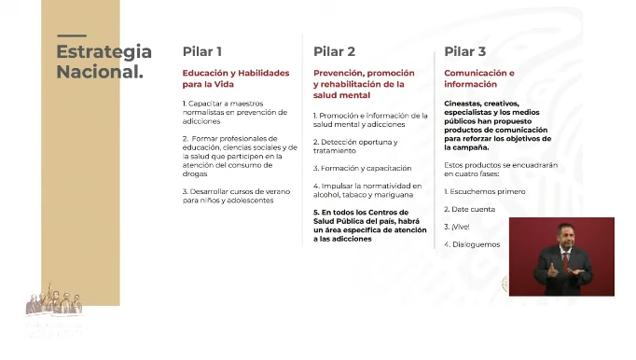 Estrategia
Nacional.
Pilar 1
Educación y Habilidades
para la Vida
1. Capacitar a maestros
normalistas en prevención de
adicciones
2. Formar profesionales de
educación, ciencias sociales y de
la salud que participen en la
atención del consumo de
drogas
3. Desarrollar cursos de verano
para niños y adolescentes
Pilar 2
Prevención, promoción
y rehabilitación de la
salud mental
1. Promoción e información de la
salud mental y adicciones
2. Detección oportuna y
tratamiento
3. Formación y capacitación
4. Impulsar la normatividad en
alcohol, tabaco y mariguana
5. En todos los Centros de
Salud Pública del país, habrá
un área específica de atención
a las adicciones
Pilar 3
Comunicación e
información
Cineastas, creativos,
especialistas y los medios
públicos han propuesto
productos de comunicación
para reforzar los objetivos de
la campaña.
Estos productos se encuadrarán
en cuatro fases:
1. Escuchemos primero
2. Date cuenta
3. ¡Vive!
4. Dialoguemos